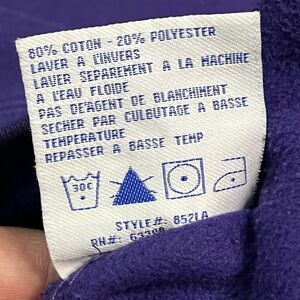 80% COTON - 20% POLYESTER
LAVER A L'INVERS
LAVER SEPAREMENT A LA MACHINE
A L'EAU FLOIDE
PAS DE'AGENT DE BLANCHIMENT
SECHER PAR CULBUTAGE A BASSE
TEMPERATURE
REPASSER A BASSE TEMP
30C
STYLE#: 852LA
RN#: